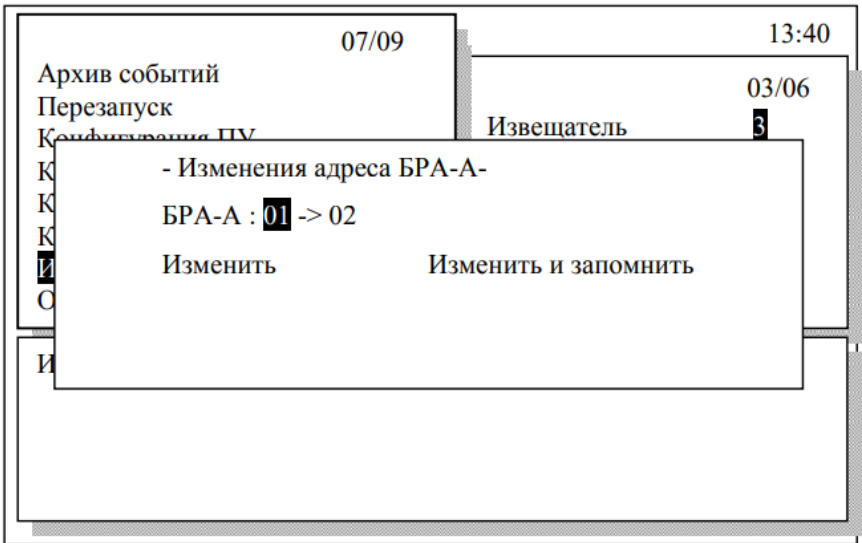 13:40
07/09
Архив событий
Перезапуск
03/06
Извещатель 3
- Изменения адреса БРА-А-
БРА-А : 01 -> 02
Изменить Изменить и запомнить